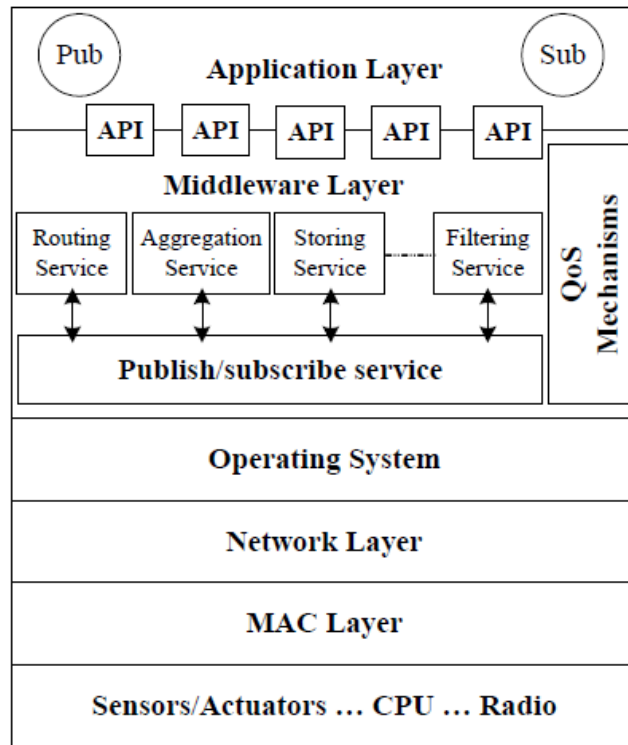 Pub
Sub
Application Layer
API API API API API
Middleware Layer
Routing
Service
Aggregation
Service
Storing
Service
Filtering
Service
QoS
Mechanisms
Publish/subscribe service
Operating System
Network Layer
MAC Layer
Sensors/Actuators … CPU … Radio